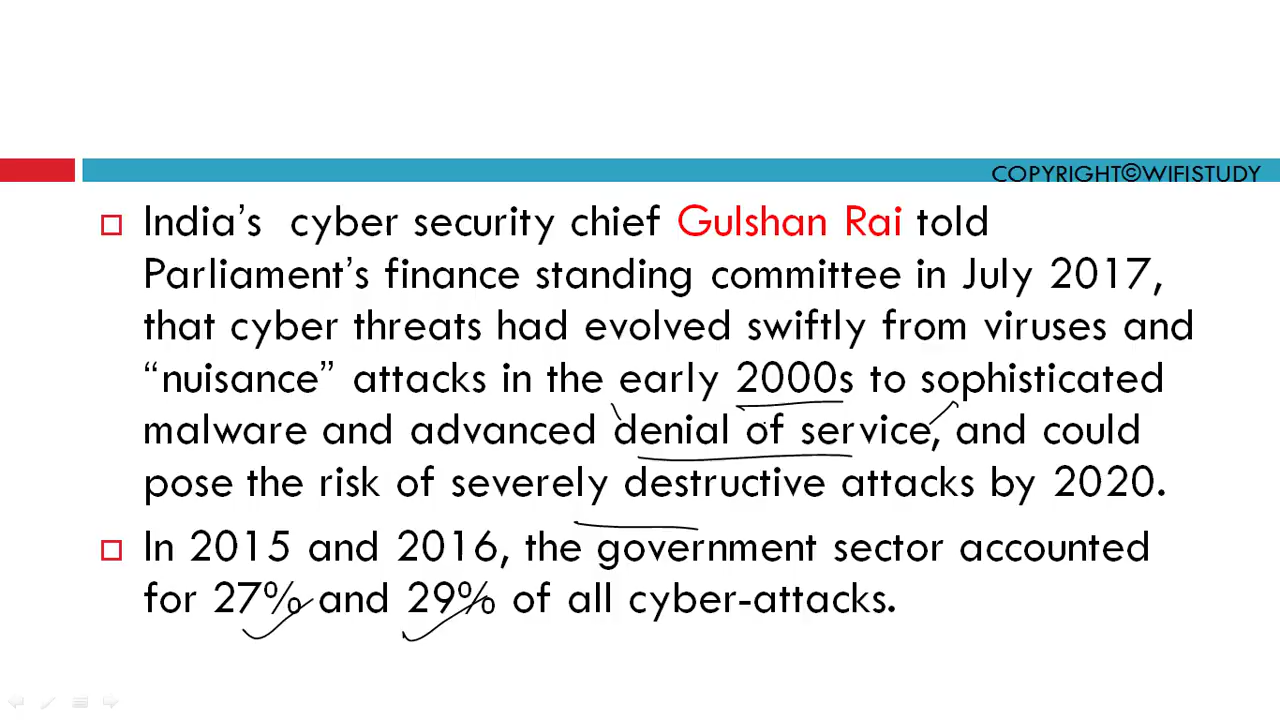 COPYRIGHT©WIFISTUDY
India's cyber security chief Gulshan Rai told
Parliament's finance standing committee in July 2017,
that cyber threats had evolved swiftly from viruses and
“nuisance” attacks in the early 2000s to sophisticated
malware and advanced denial of service, and could
pose the risk of severely destructive attacks by 2020.
In 2015 and 2016, the government sector accounted
for 27% and 29% of all cyber-attacks.